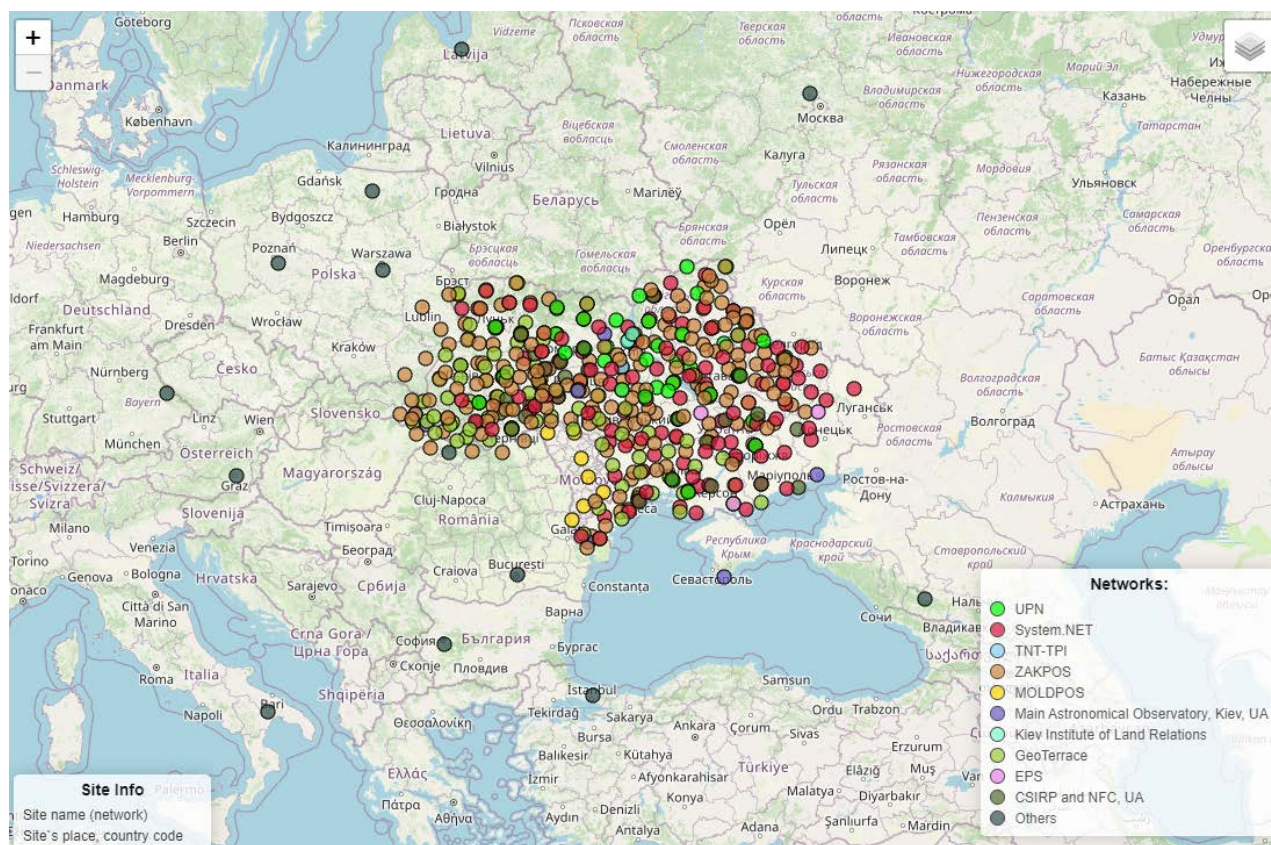 Göteborg
Vidzeme
Псковская
область
Тверская
область
Кострома
Ивановская
область
Нижегородская
область
Марий Эл
Набережные
Челны
Казань
Татарстан
+
−
Danmark
København
Latvija
Владимирская
область
Москва
Lietuva
Віцебская
вобласць
Смоленская
область
Калининград
Vilnius
Калуга
Рязанская
область
Мордовия
Ульяновск
Schleswig-
Holstein
Mecklenburg-
Vorpommern
Gdańsk
Гродна
Магілёў
Тульская
область
Самарская
область
Hamburg
Szczecin
Bydgoszcz
Białystok
Беларусь
Брянская
область
Орёл
Пензенская
область
Niedersachsen
Berlin
Poznań
Warszawa
Брэсцкая
вобласць
Гомельская
вобласць
Липецк
Тамбовская
область
Оренбургская
Magdeburg
Polska
Брэст
Курская
область
Воронеж
Саратовская
область
Орал
Deutschland
Dresden
Wrocław
Lublin
Луцьк
Воронежская
область
Frankfurt
am Main
Česko
Kraków
Батыс Қазақстан
облысы
Nürnberg
Bayern
Slovensko
Луганськ
Волгоградская
область
Волгоград
Stuttgart
Linz
Wien
Ростовская
область
München
Österreich
Magyarország
Маріуполь
Ростов-на-
Дону
Атырау
облысы
Schweiz/
Graz
Cluj-Napoca
Калмыкия
Астрахань
Slovenija
România
Херсон
Milano
Timișoara
Республика
Крым
Краснодарский
край
Ставропольский
край
Torino
Venezia
Београд
București
Севастополь
Genova
Bologna
Hrvatska
Sarajevo
Србија
Craiova
Constanța
Сочи
Città di San
Marino
Crna Gora /
Црна Гора
София
България
Варна
Бургас
Roma
Italia
Скопје
Пловдив
Napoli
Bari
Shqipëria
İstanbul
Samsun
Θεσσαλονίκη
Tekirdağ
Sakarya
Ankara
Çorum
Ordu
Trabzon
Bursa
Sivas
Balıkesir
Kütahya
Erzurum
Ελλάς
İzmir
Afyonkarahisar
Türkiye
Elâzığ
Muş
Πάτρα
Αθήνα
Konya
Malatya
Diyarbakır
Aydın
Denizli
Şanlıurfa
Mardin
Antalya
Adana
Palermo
Site Info
Site name (network)
Site`s place, country code
Networks:
UPN
System.NET
TNT-TPI
ZAKPOS
MOLDPOS
Main Astronomical Observatory, Kiev, UA
Kiev Institute of Land Relations
GeoTerrace
EPS
CSIRP and NFC, UA
Others